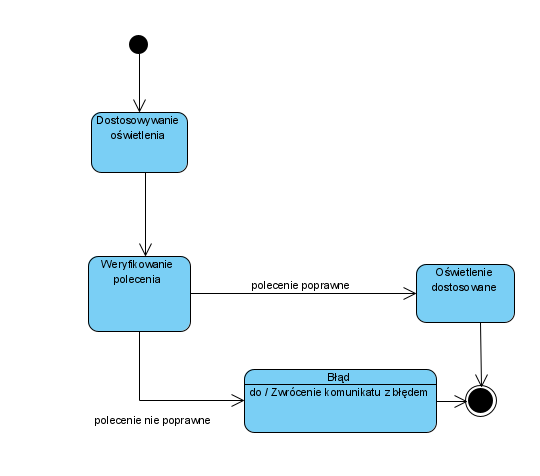 Dostosowywanie
oświetlenia
Weryfikowanie
polecenia
polecenie poprawne
Oświetlenie
dostosowane
Błąd
do / Zwrócenie komunikatu z błędem
polecenie nie poprawne